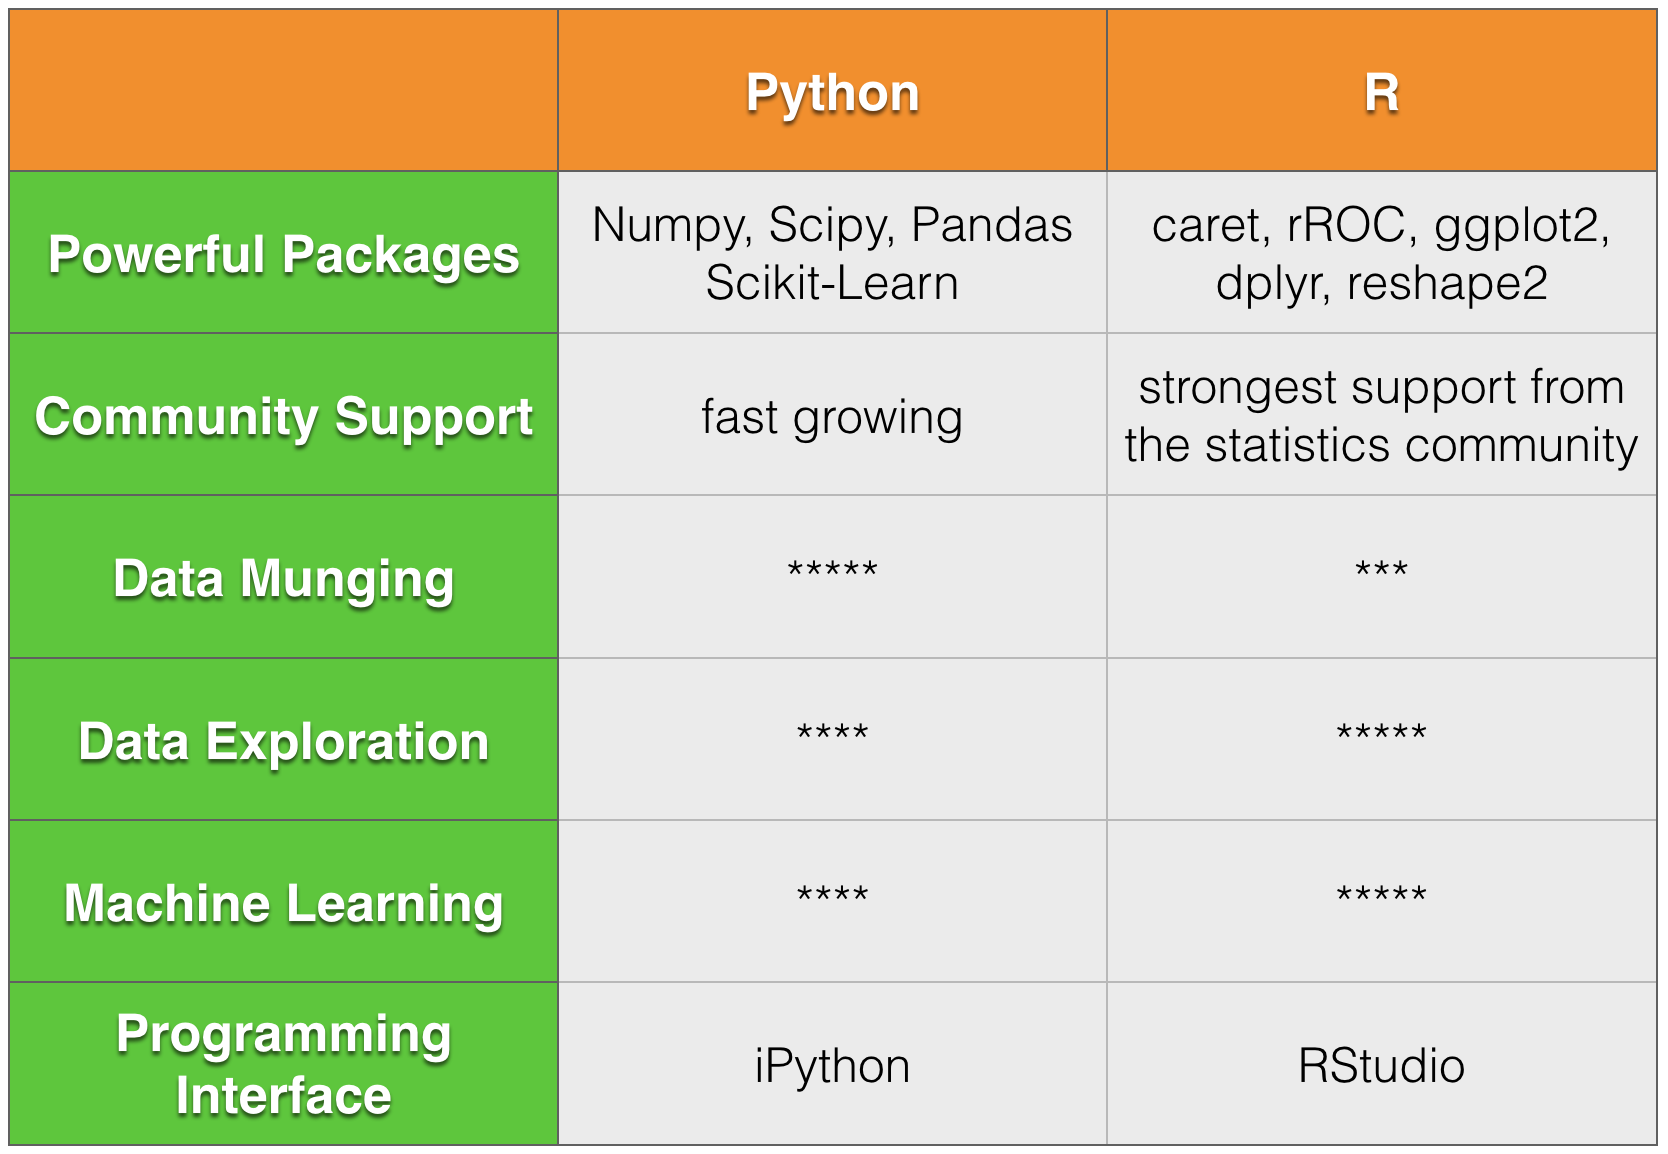 Python R
Powerful Packages
Numpy, Scipy, Pandas
Scikit-Learn
caret, rROC, ggplot2,
dplyr, reshape2
Community Support
fast growing
strongest support from
the statistics community
Data Munging ***** ***
Data Exploration **** *****
Machine Learning **** *****
Programming
Interface
iPython
RStudio